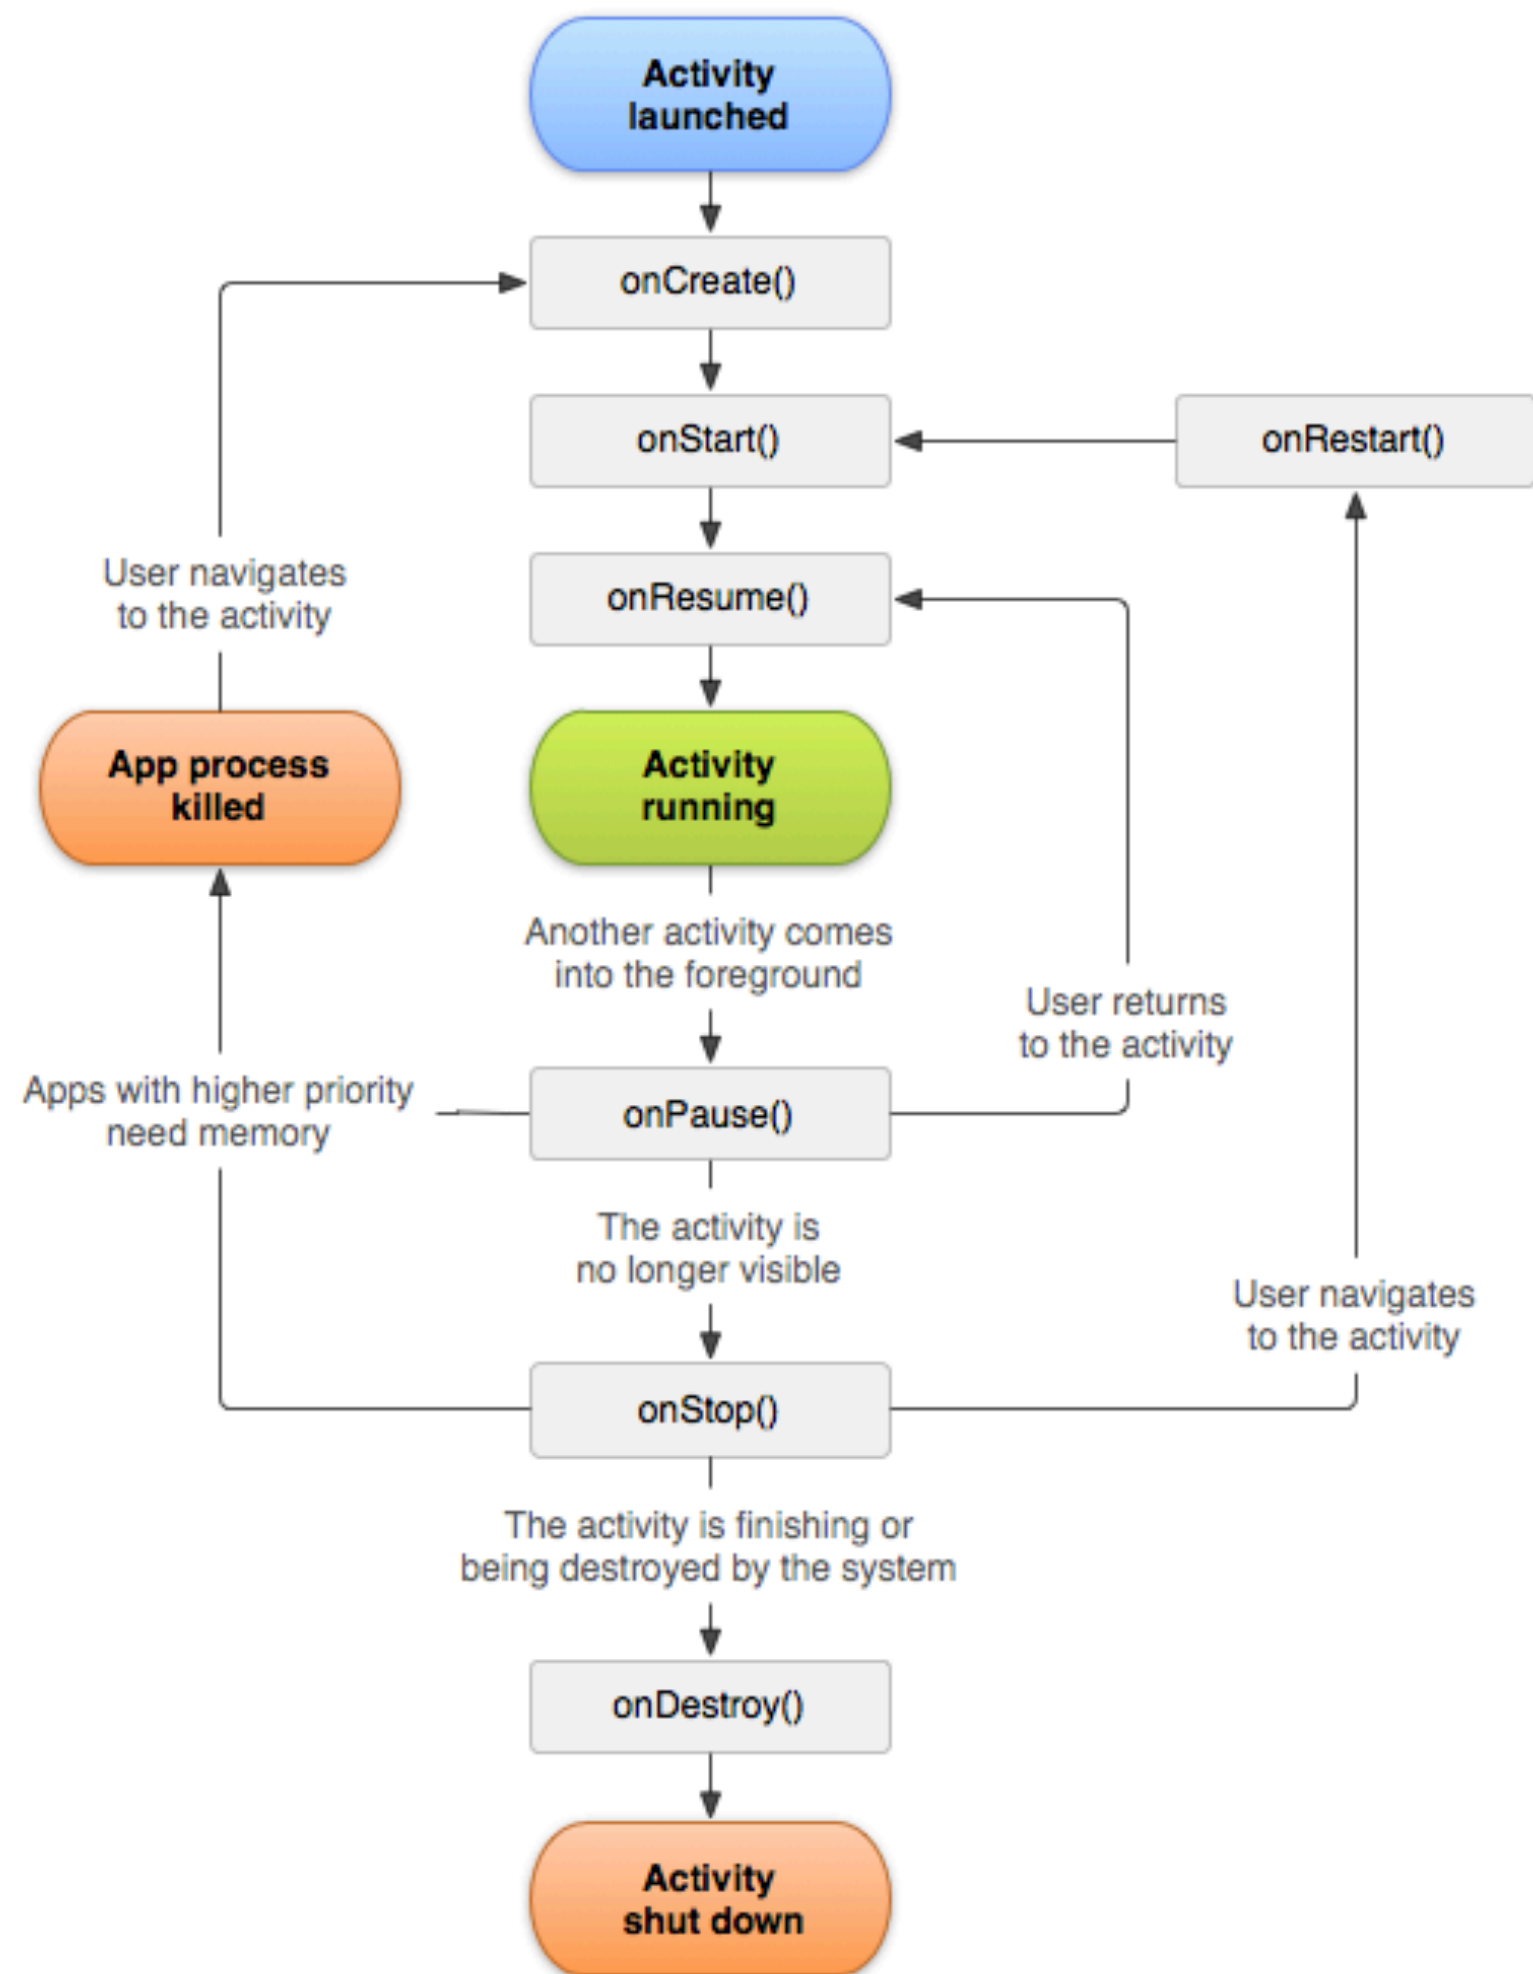 Activity
launched
onCreate()
onStart()
onRestart()
User navigates
to the activity
onResume()
App process
killed
Activity
running
Another activity comes
into the foreground
User returns
to the activity
Apps with higher priority
need memory
onPause()
The activity is
no longer visible
User navigates
to the activity
onStop()
The activity is finishing or
being destroyed by the system
onDestroy()
Activity
shut down